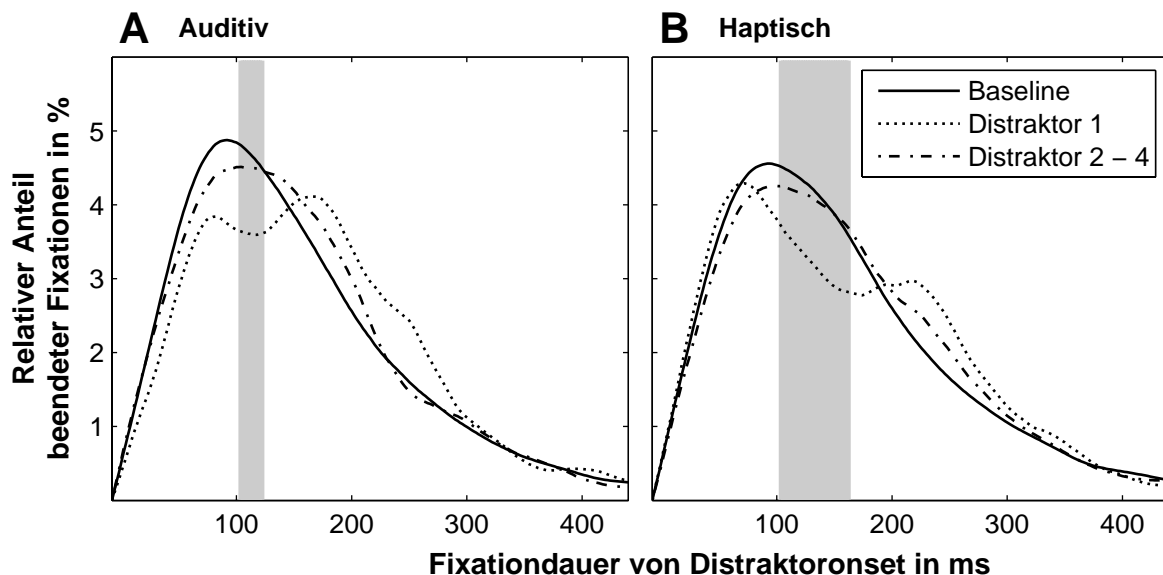 A Auditiv
B Haptisch
Baseline
Distraktor 1
Distraktor 2 – 4
Relativer Anteil
beendeter Fixationen in %
5
4
3
2
1
100 200 300 400
100 200 300 400
Fixationdauer von Distraktoronset in ms